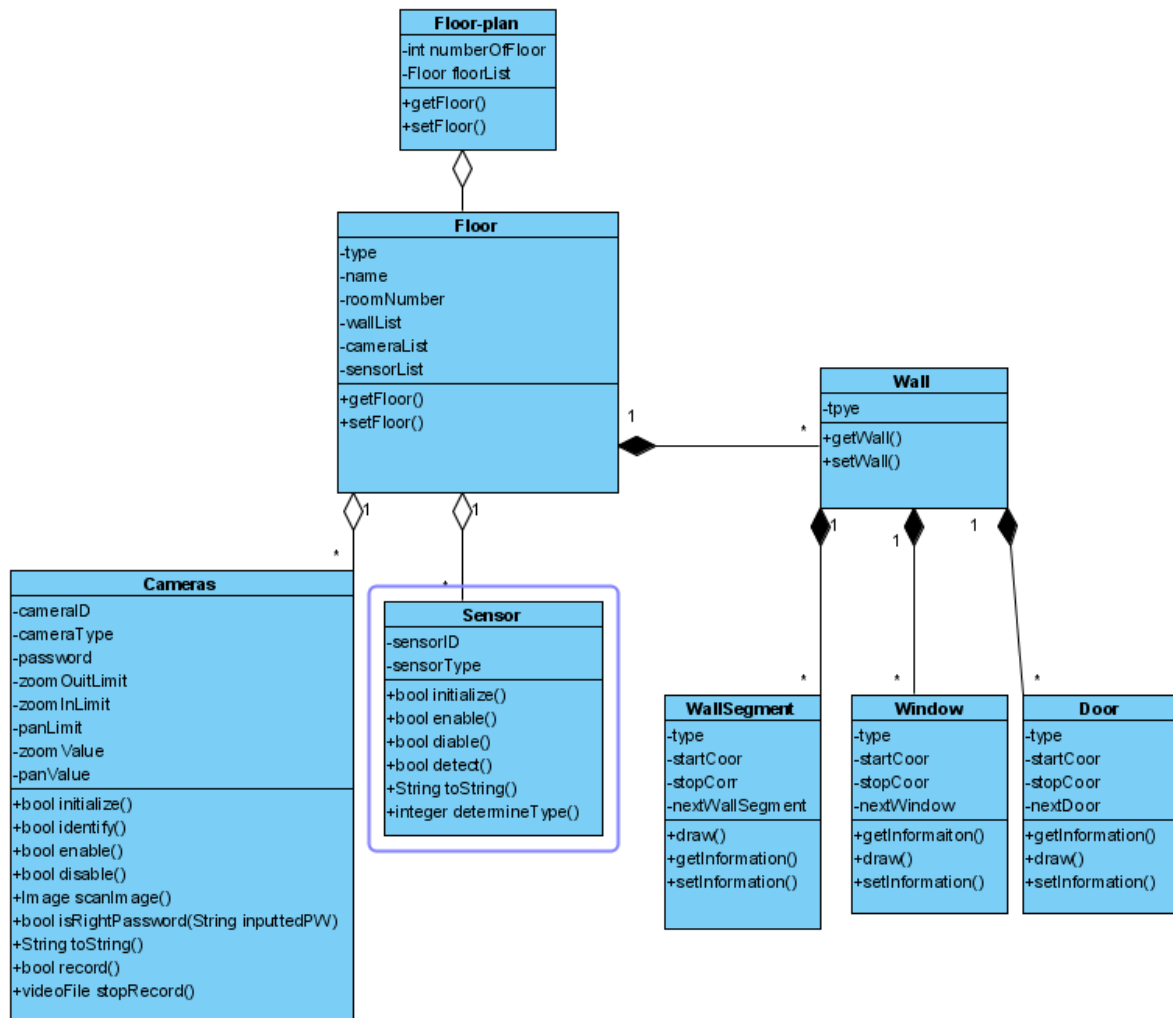 Floor-plan
-int numberOfFloor
-Floor floorList
+getFloor()
+setFloor()
Floor
-type
-name
-roomNumber
-wallList
-cameraList
-sensorList
+getFloor()
+setFloor()
1
*
Wall
-tpye
+getWall()
+setWall()
1
*
1
*
1
1
1
*
*
*
Cameras
-cameraID
-cameraType
-password
-zoomOuitLimit
-zoomInLimit
-panLimit
-zoomValue
-panValue
+bool initialize()
+bool identify()
+bool enable()
+bool disable()
+Image scanImage()
+bool isRightPassword(String inputtedPW)
+String toString()
+bool record()
+videoFile stopRecord()
Sensor
-sensorID
-sensorType
+bool initialize()
+bool enable()
+bool diable()
+bool detect()
+String toString()
+integer determineType()
WallSegment
-type
-startCoor
-stopCorr
-nextWallSegment
+draw()
+getInformation()
+setInformation()
Window
-type
-startCoor
-stopCoor
-nextWindow
+getInformaiton()
+draw()
+setInformation()
Door
-type
-startCoor
-stopCoor
-nextDoor
+getInformation()
+draw()
+setInformation()